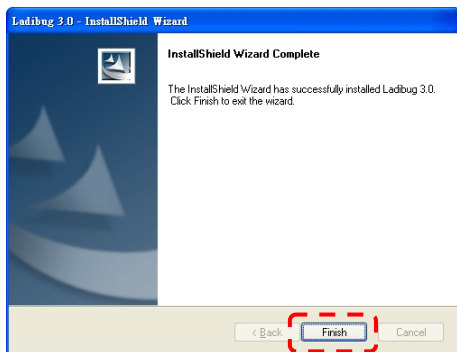 Ladibug 3.0 - InstallShield Wizard
InstallShield Wizard Complete
The InstallShield Wizard has successfully installed Ladibug 3.0.
Click Finish to exit the wizard.
< Back
Finish
Cancel